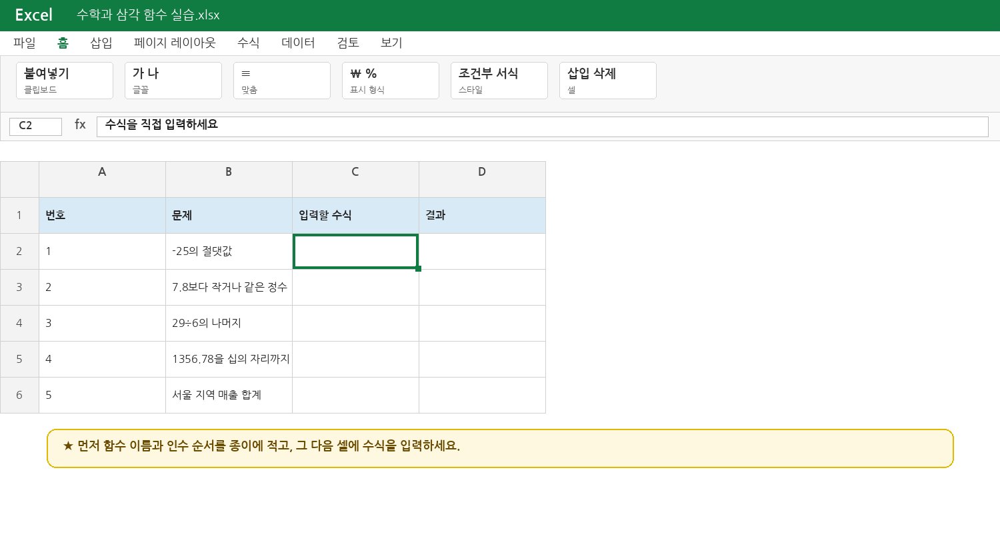 Excel 수학과 삼각 함수 실습.xlsx
파일 홈 삽입 페이지 레이아웃 수식 데이터 검토 보기
붙여넣기 가 나 ≡ ₩ % 조건부 서식 삽입 삭제
클립보드 글꼴 맞춤 표시 형식 스타일 셀
C2 fx 수식을 직접 입력하세요
A B C D
1 번호 문제 입력할 수식 결과
2 1 -25의 절댓값
3 2 7.8보다 작거나 같은 정수
4 3 29÷6의 나머지
5 4 1356.78을 십의 자리까지
6 5 서울 지역 매출 합계
★ 먼저 함수 이름과 인수 순서를 종이에 적고, 그 다음 셀에 수식을 입력하세요.